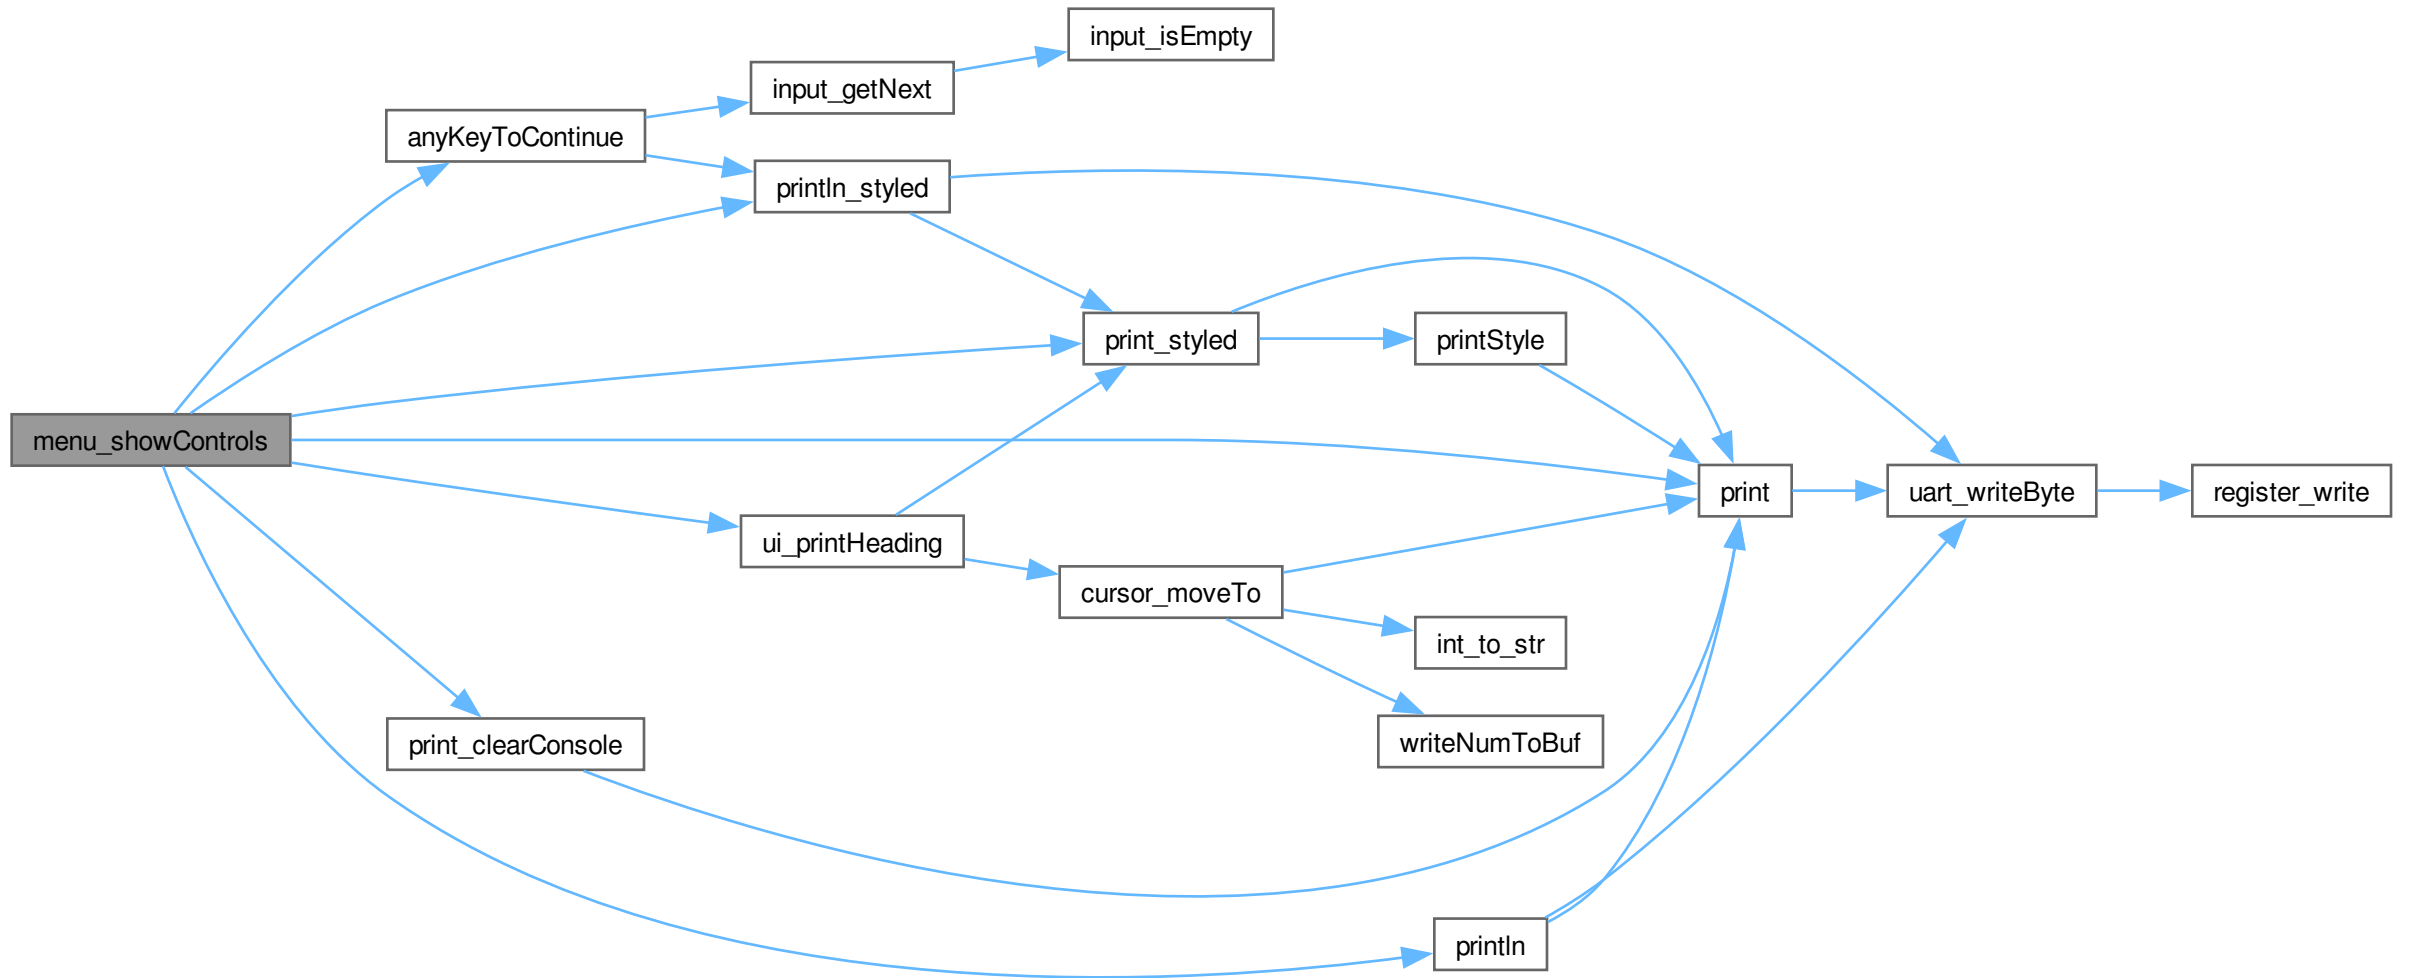 input_isEmpty
input_getNext
anyKeyToContinue
println_styled
print_styled
printStyle
menu_showControls
print
uart_writeByte
register_write
ui_printHeading
cursor_moveTo
int_to_str
print_clearConsole
writeNumToBuf
println